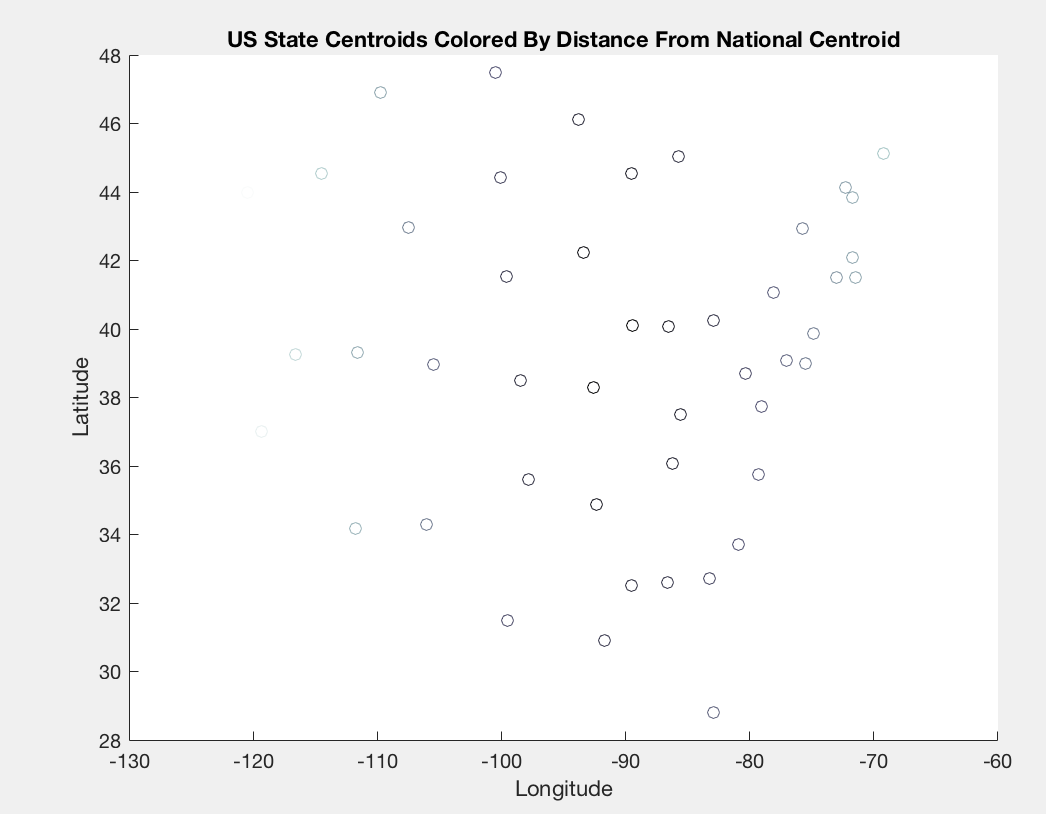 US State Centroids Colored By Distance From National Centroid
48
46
44
42
40
38
36
34
32
30
28
Latitude
-130 -120 -110 -100 -90 -80 -70 -60
Longitude